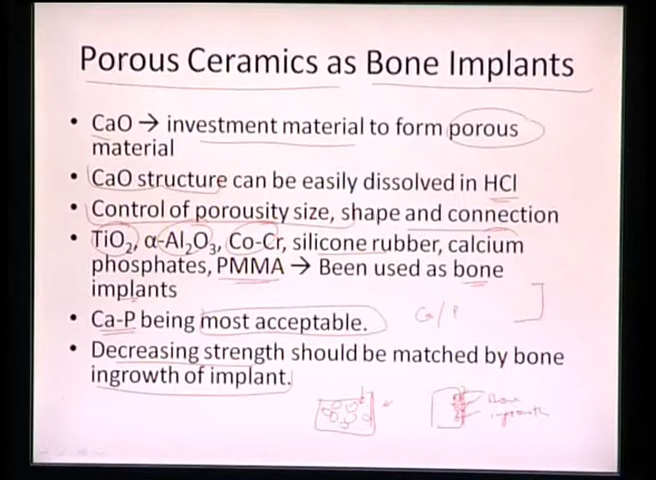 Porous Ceramics as Bone Implants
• CaO → investment material to form porous
material
• CaO structure can be easily dissolved in HCl
• Control of porosity size, shape and connection
• TiO₂, α-Al₂O₃, Co-Cr, silicone rubber, calcium
phosphates, PMMA → Been used as bone
implants
• Ca-P being most acceptable.
Ca/P
• Decreasing strength should be matched by bone
ingrowth of implant.
Bone
ingrowth